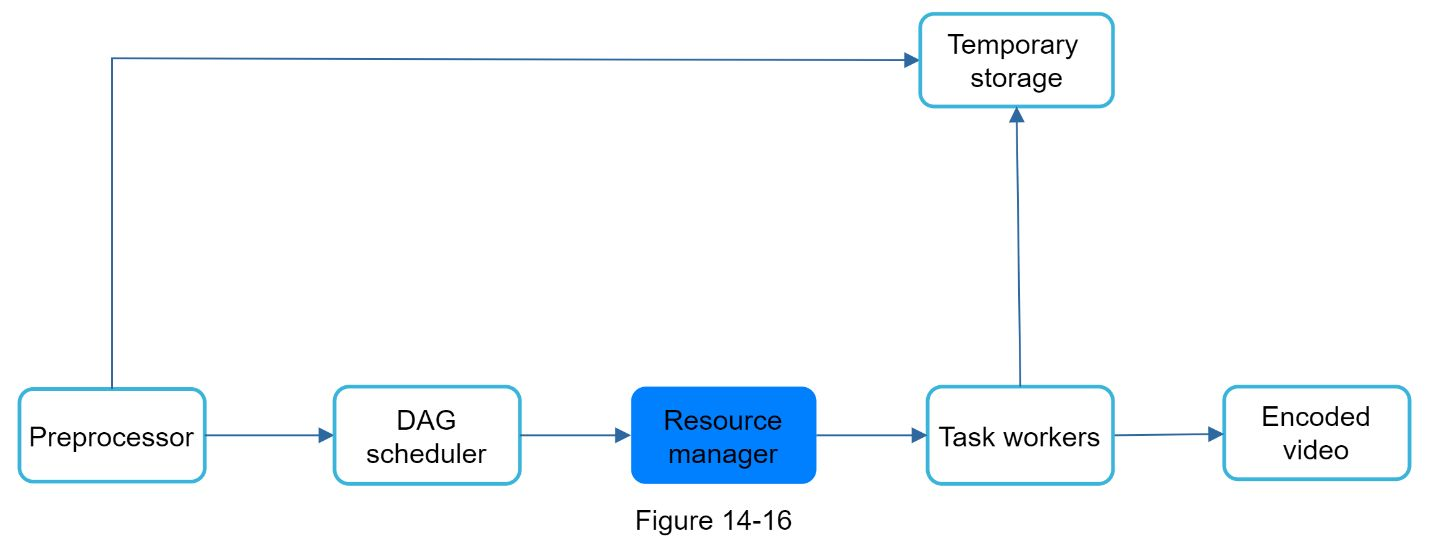 Temporary
storage
Preprocessor
DAG
scheduler
Resource
manager
Task workers
Encoded
video
Figure 14-16